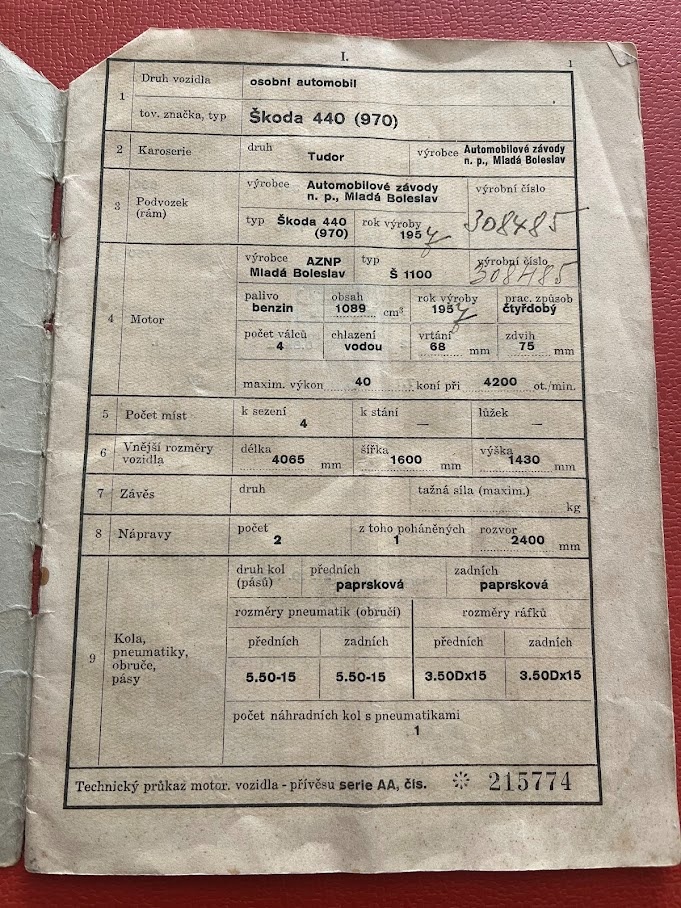 I.
1
1 Druh vozidla osobní automobil
tov. značka, typ Škoda 440 (970)
2 Karoserie druh Tudor výrobce Automobilové závody n. p., Mladá Boleslav
3 Podvozek (rám) výrobce Automobilové závody n. p., Mladá Boleslav výrobní číslo 308485
typ Škoda 440 (970) rok výroby 1957
4 Motor výrobce AZNP Mladá Boleslav typ Š 1100 výrobní číslo 308485
palivo benzin obsah 1089 cm³ rok výroby 1957 prac. způsob čtyřdobý
počet válců 4 chlazení vodou vrtání 68 mm zdvih 75 mm
maxim. výkon 40 koní při 4200 ot./min.
5 Počet míst k sezení 4 k stání — lůžek —
6 Vnější rozměry vozidla délka 4065 mm šířka 1600 mm výška 1430 mm
7 Závěs druh tažná síla (maxim.) kg
8 Nápravy počet 2 z toho poháněných 1 rozvor 2400 mm
9 Kola, pneumatiky, obruče, pásy druh kol (pásů) předních paprsková zadních paprsková
rozměry pneumatik (obručí) rozměry ráfků
předních zadních předních zadních
5.50-15 5.50-15 3.50Dx15 3.50Dx15
počet náhradních kol s pneumatikami
1
Technický průkaz motor. vozidla - přívěsu serie AA, čís. 215774